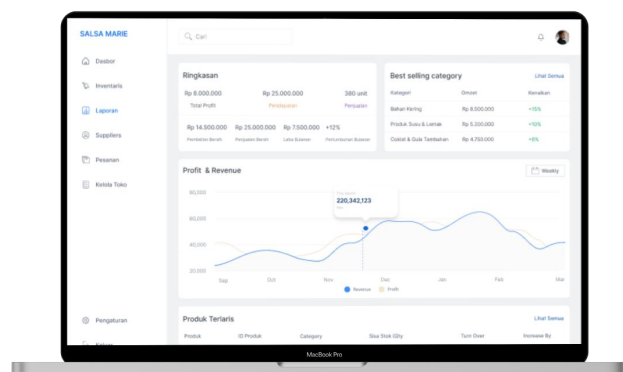 SALSA MARIE
Cari
Dasbor
Inventaris
Laporan
Suppliers
Pesanan
Kelola Toko
Pengaturan
Ringkasan
Rp 8.000.000 Rp 25.000.000 380 unit
Total Profit Pendapatan Penjualan
Rp 14.500.000 Rp 25.000.000 Rp 7.500.000 +12%
Pembelian Bersih Penjualan Bersih Laba Bulanan Pertumbuhan Bulanan
Best selling category Lihat Semua
Kategori Omzet Kenaikan
Bahan Kering Rp 8.500.000 +15%
Produk Susu & Lemak Rp 5.200.000 +10%
Coklat & Gula Tambahan Rp 4.750.000 +8%
Profit & Revenue Weekly
80,000
60,000
40,000
20,000
220,342,123
Sep Oct Nov Dec Jan Feb Mar
Revenue Profit
Produk Terlaris Lihat Semua
Produk ID Produk Category Sisa Stok (Qty) Turn Over Increase By
MacBook Pro